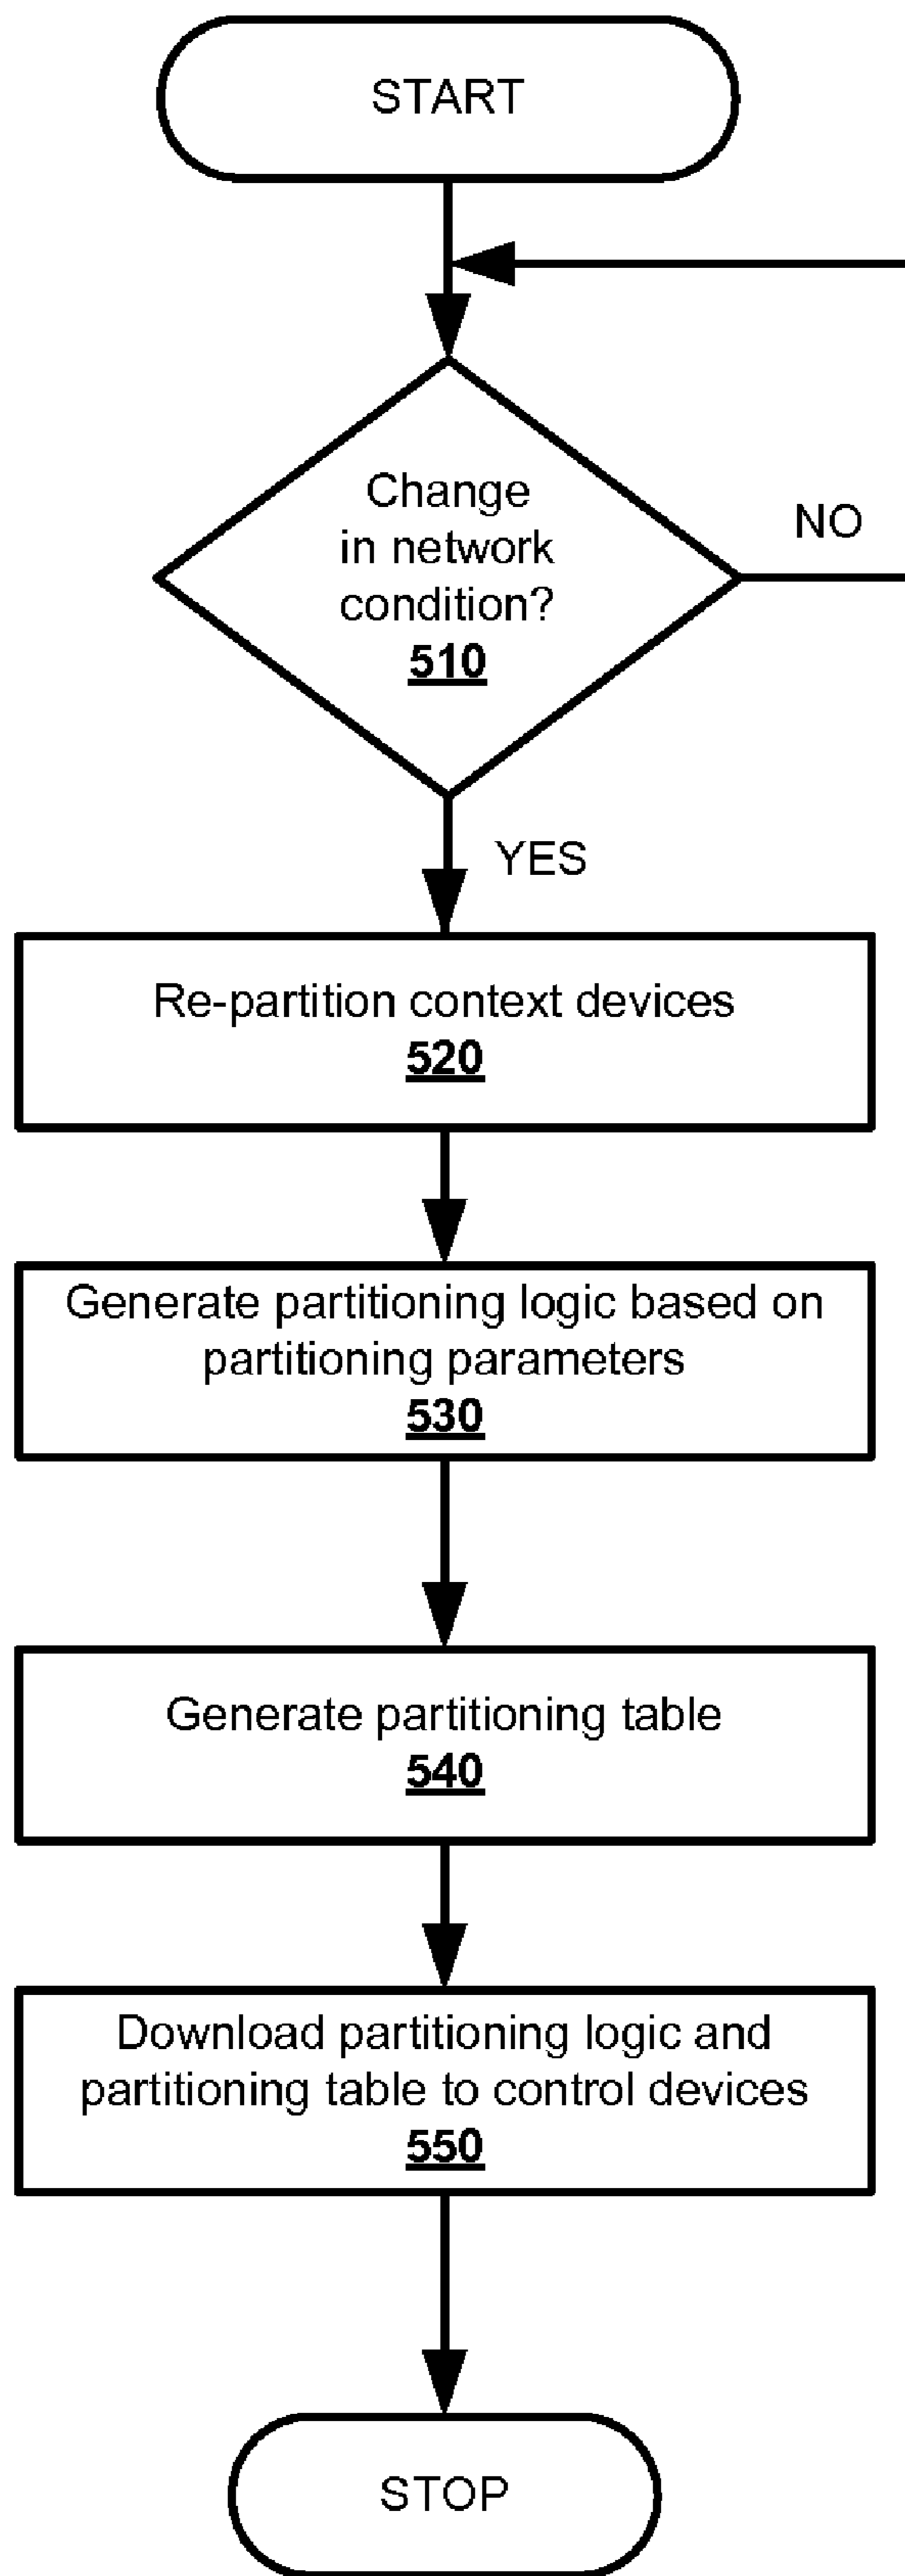 START
Change
in network
condition?
510
NO
YES
Re-partition context devices
520
Generate partitioning logic based on
partitioning parameters
530
Generate partitioning table
540
Download partitioning logic and
partitioning table to control devices
550
STOP